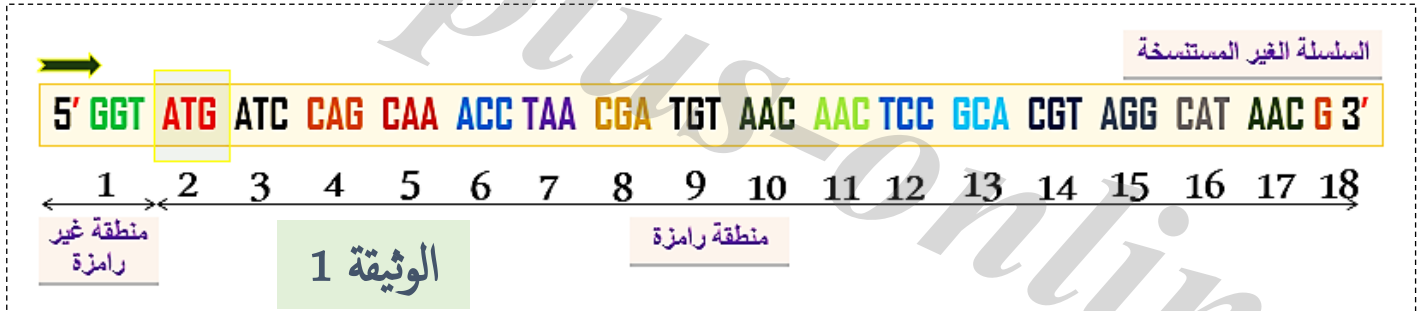 السلسلة الغير المستنسخة
5′ GGT ATG ATC CAG CAA ACC TAA CGA TGT AAC AAC TCC GCA CGT AGG CAT AAC G 3′
1 2 3 4 5 6 7 8 9 10 11 12 13 14 15 16 17 18
منطقة غير
رامزة
منطقة رامزة
الوثيقة 1
plus-onlin